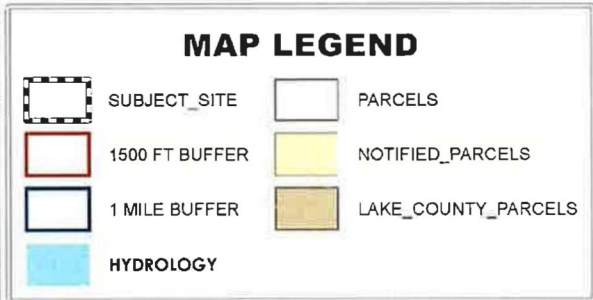 MAP LEGEND
SUBJECT_SITE
PARCELS
1500 FT BUFFER
NOTIFIED_PARCELS
1 MILE BUFFER
LAKE_COUNTY_PARCELS
HYDROLOGY